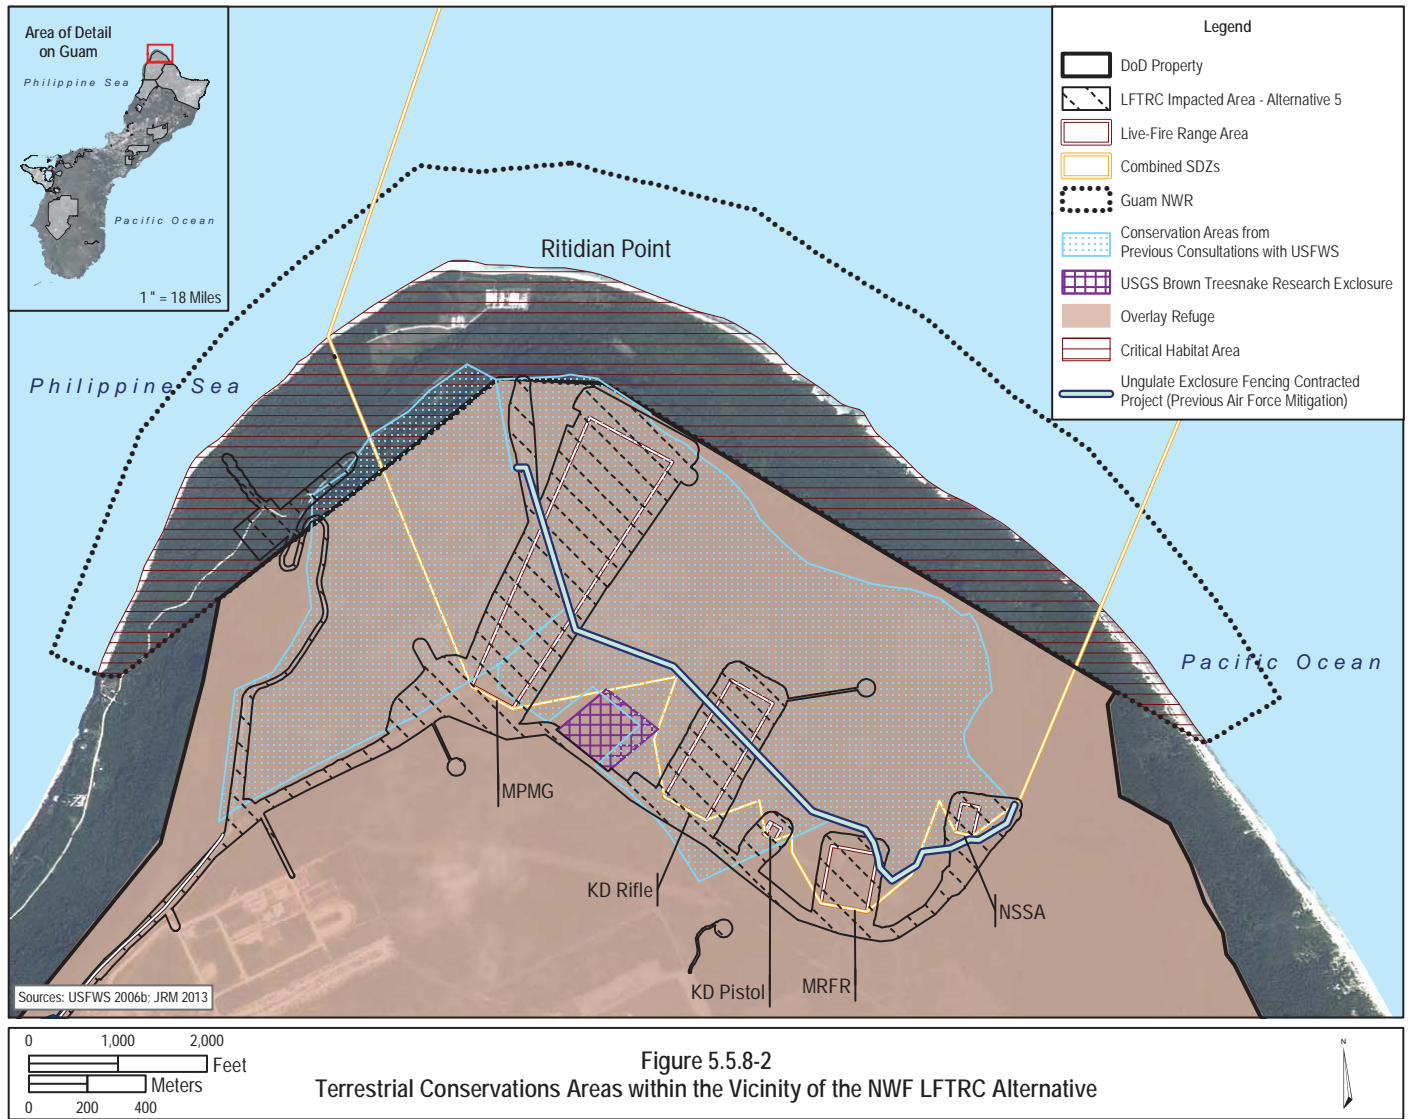 Area of Detail
on Guam
Philippine Sea
Pacific Ocean
1 " = 18 Miles
Legend
DoD Property
LFTRC Impacted Area - Alternative 5
Live-Fire Range Area
Combined SDZs
Guam NWR
Conservation Areas from
Previous Consultations with USFWS
USGS Brown Treesnake Research Exclosure
Overlay Refuge
Critical Habitat Area
Ungulate Exclosure Fencing Contracted
Project (Previous Air Force Mitigation)
Ritidian Point
Philippine Sea
Pacific Ocean
MPMG
KD Rifle
NSSA
KD Pistol
MRFR
Sources: USFWS 2006b; JRM 2013
0 1,000 2,000
Feet
Meters
0 200 400
Figure 5.5.8-2
Terrestrial Conservations Areas within the Vicinity of the NWF LFTRC Alternative
N